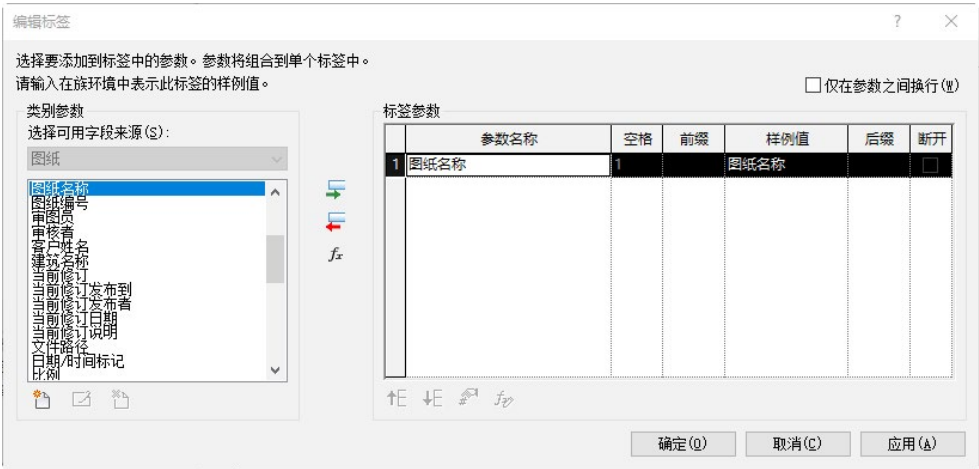 编辑标签
选择要添加到标签中的参数。参数将组合到单个标签中。
请输入在族环境中表示此标签的样例值。
仅在参数之间换行(W)
类别参数
选择可用字段来源(S):
图纸
图纸名称
图纸编号
审图员
审核者
客户姓名
建筑名称
当前修订
当前修订发布到
当前修订发布者
当前修订日期
当前修订说明
文件路径
日期/时间标记
比例
fx
标签参数
参数名称 空格 前缀 样例值 后缀 断开
1 图纸名称 1 图纸名称
确定(O) 取消(C) 应用(A)